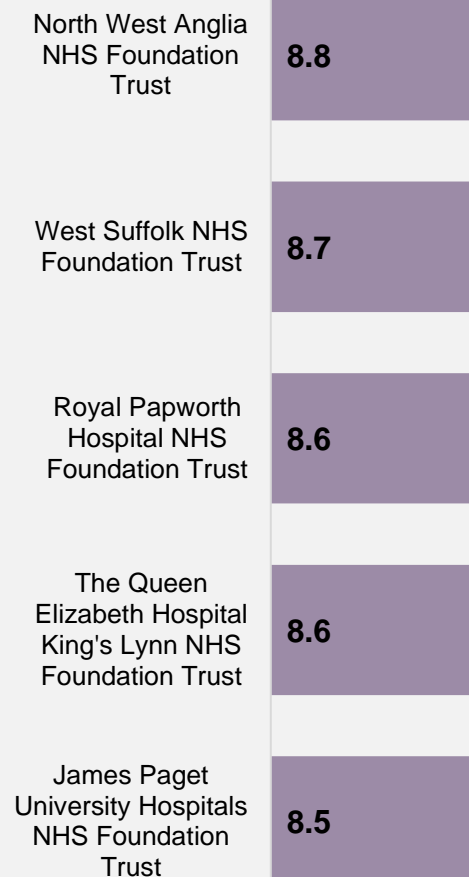 North West Anglia
NHS Foundation
Trust
8.8
West Suffolk NHS
Foundation Trust
8.7
Royal Papworth
Hospital NHS
Foundation Trust
8.6
The Queen
Elizabeth Hospital
King's Lynn NHS
Foundation Trust
8.6
James Paget
University Hospitals
NHS Foundation
Trust
8.5